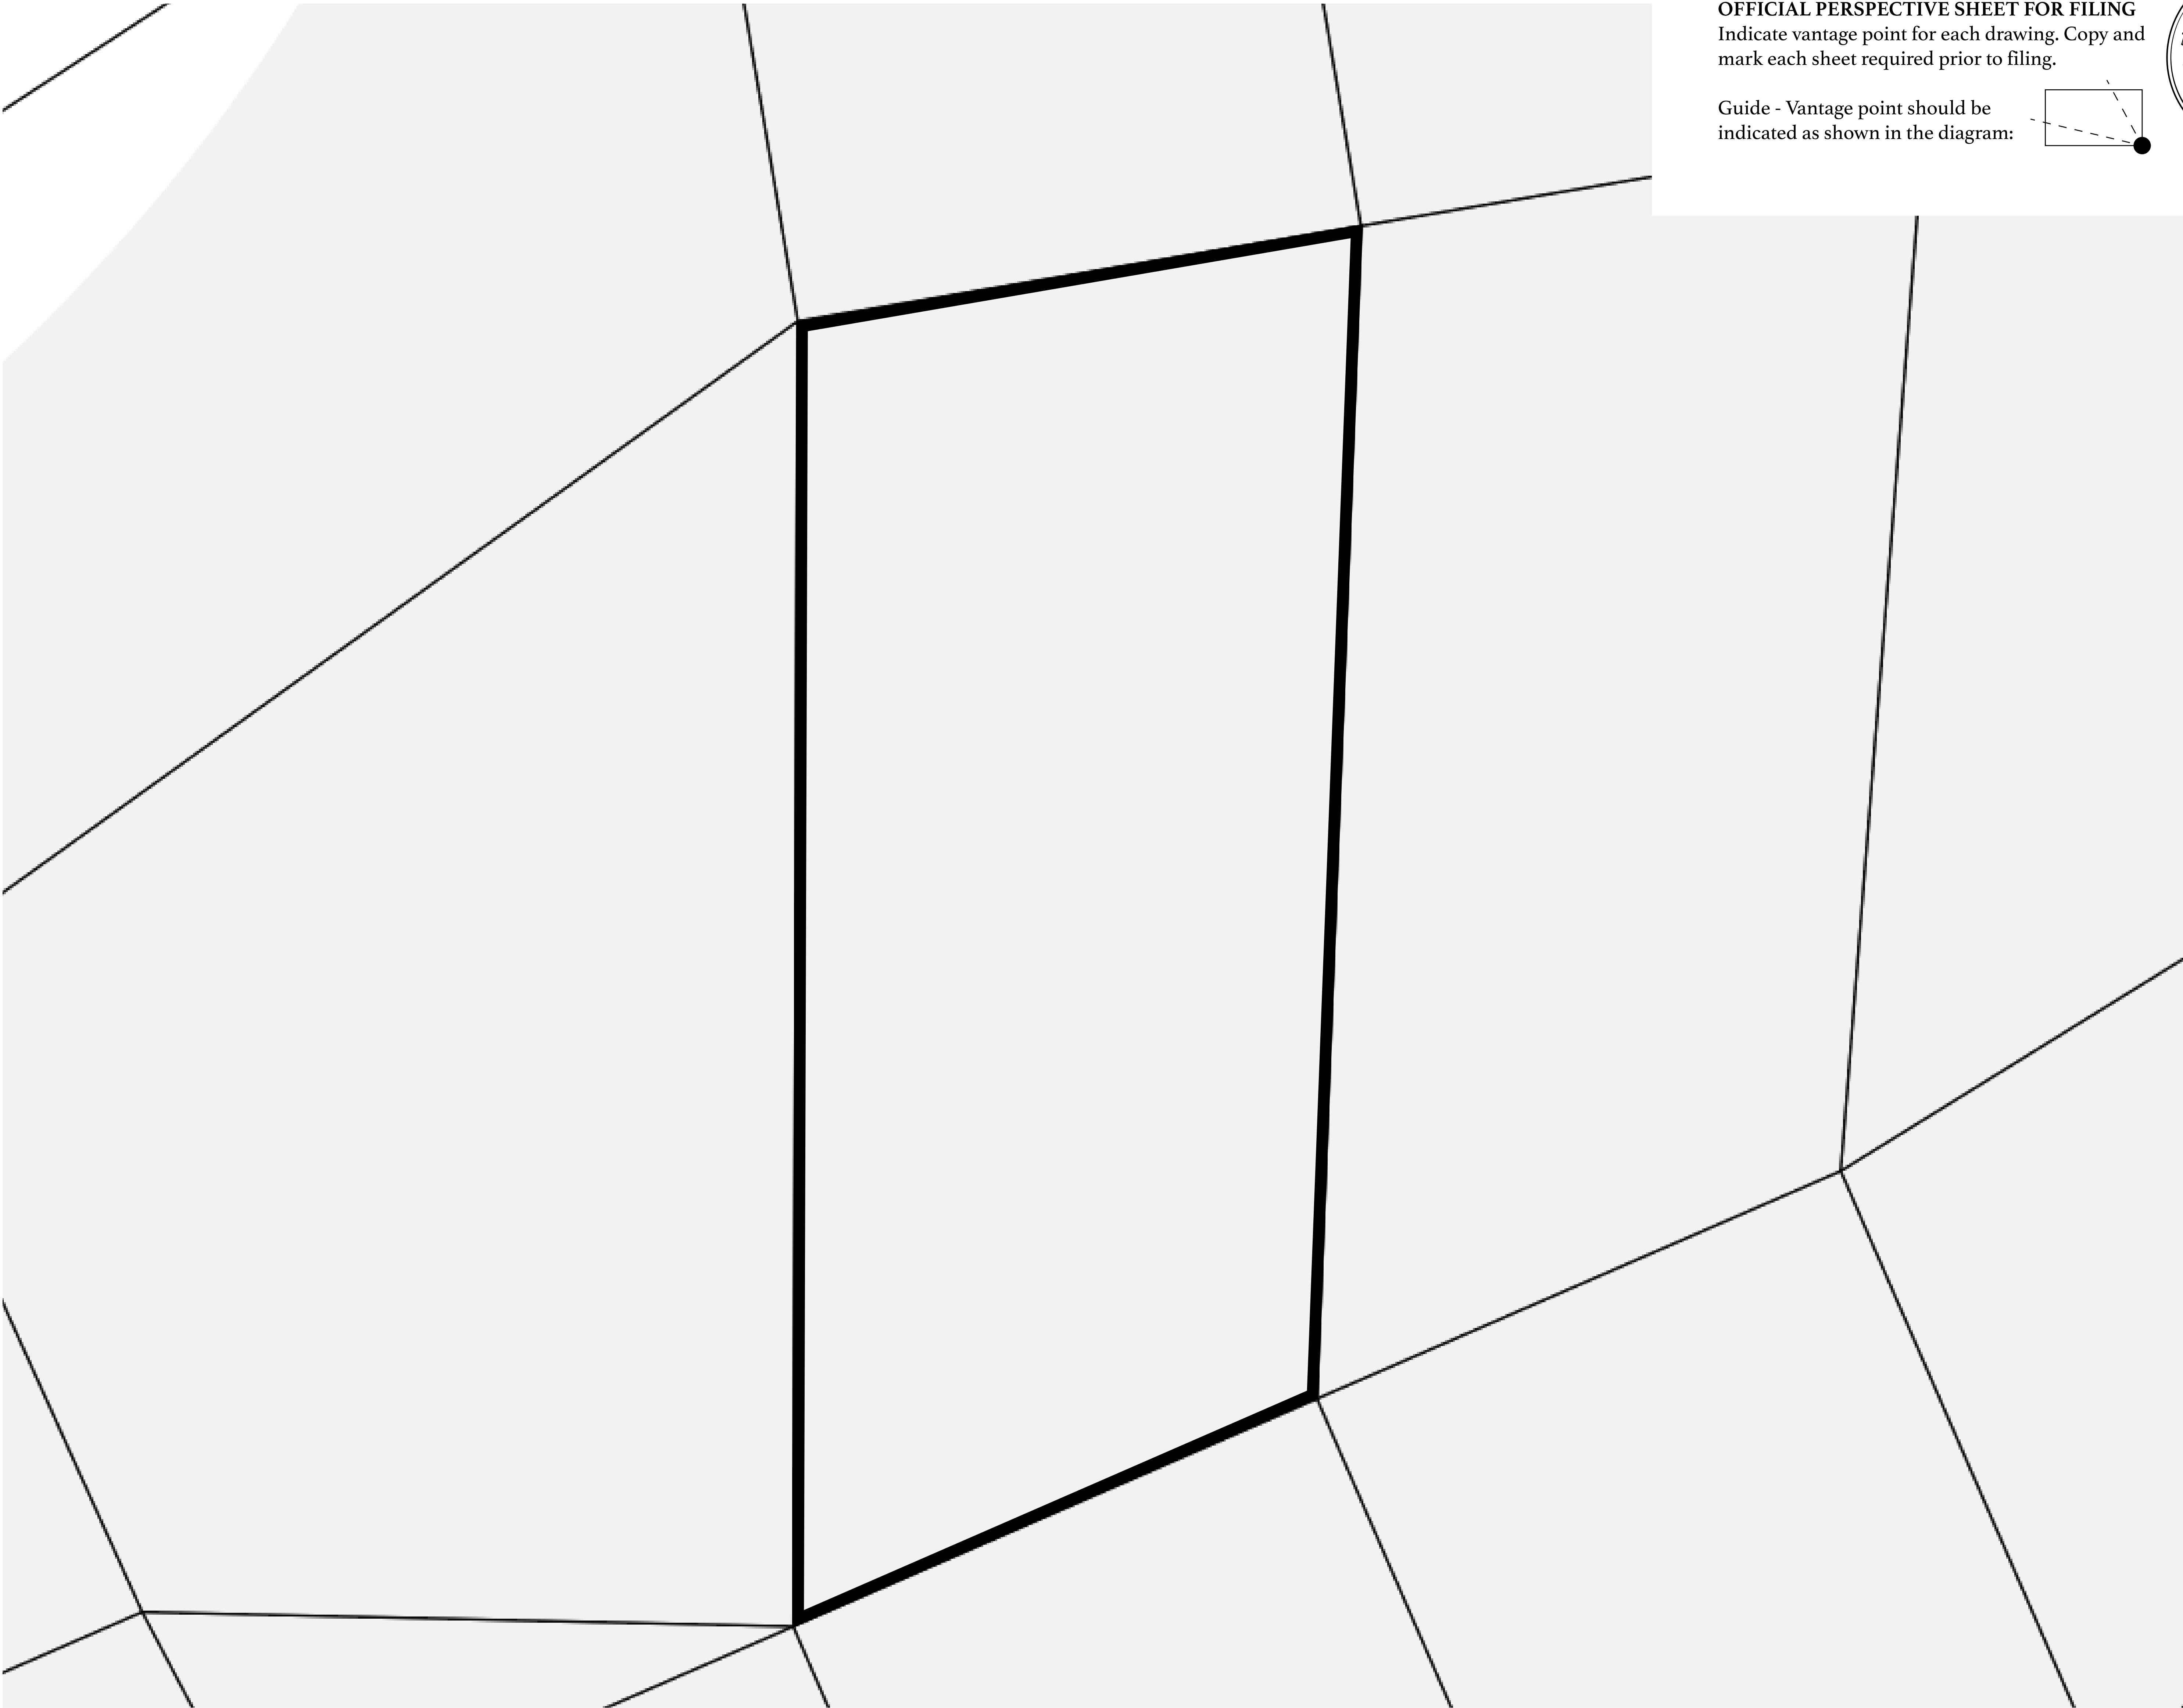 OFFICIAL PERSPECTIVE SHEET FOR FILING
Indicate vantage point for each drawing. Copy and
mark each sheet required prior to filing.
Guide - Vantage point should be
indicated as shown in the diagram: